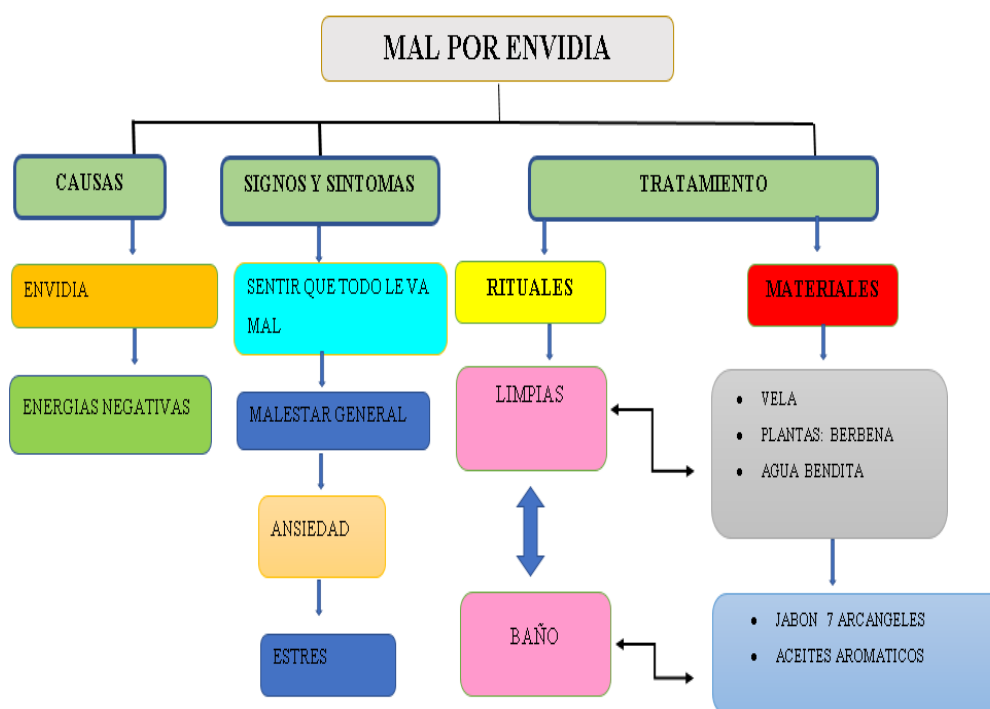 MAL POR ENVIDIA
CAUSAS
SIGNOS Y SINTOMAS
TRATAMIENTO
ENVIDIA
SENTIR QUE TODO LE VA
MAL
RITUALES
MATERIALES
ENERGIAS NEGATIVAS
MALESTAR GENERAL
LIMPIAS
• VELA
• PLANTAS: BERBENA
• AGUA BENDITA
ANSIEDAD
ESTRES
BAÑO
• JABON 7 ARCANGELES
• ACEITES AROMATICOS